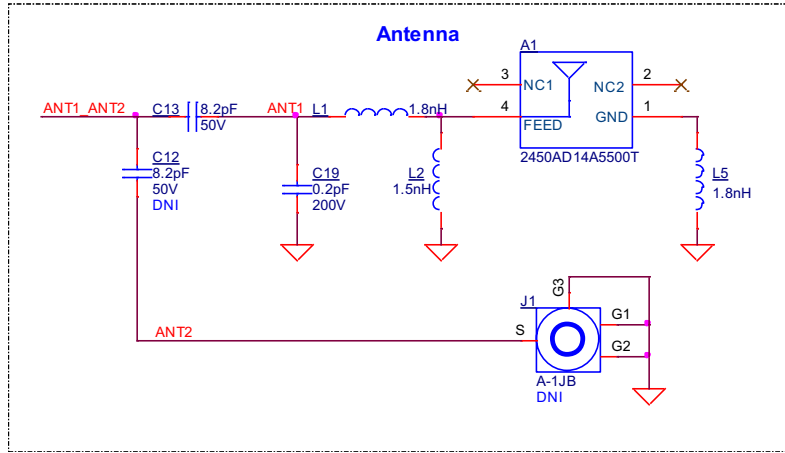 Antenna
A1
3
NC1
NC2
2
ANT1_ANT2
C13
8.2pF
50V
ANT1
L1
1.8nH
4
FEED
GND
1
2450AD14A5500T
C12
8.2pF
50V
DNI
C19
0.2pF
200V
L2
1.5nH
L5
1.8nH
G3
J1
G1
ANT2
S
G2
A-1JB
DNI